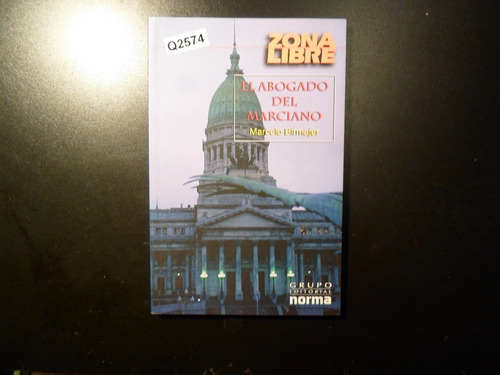 Q2574
ZONA
LIBRE
EL ABOGADO
DEL
MARCIANO
Marcelo Birmajer
GRUPO
EDITORIAL
norma